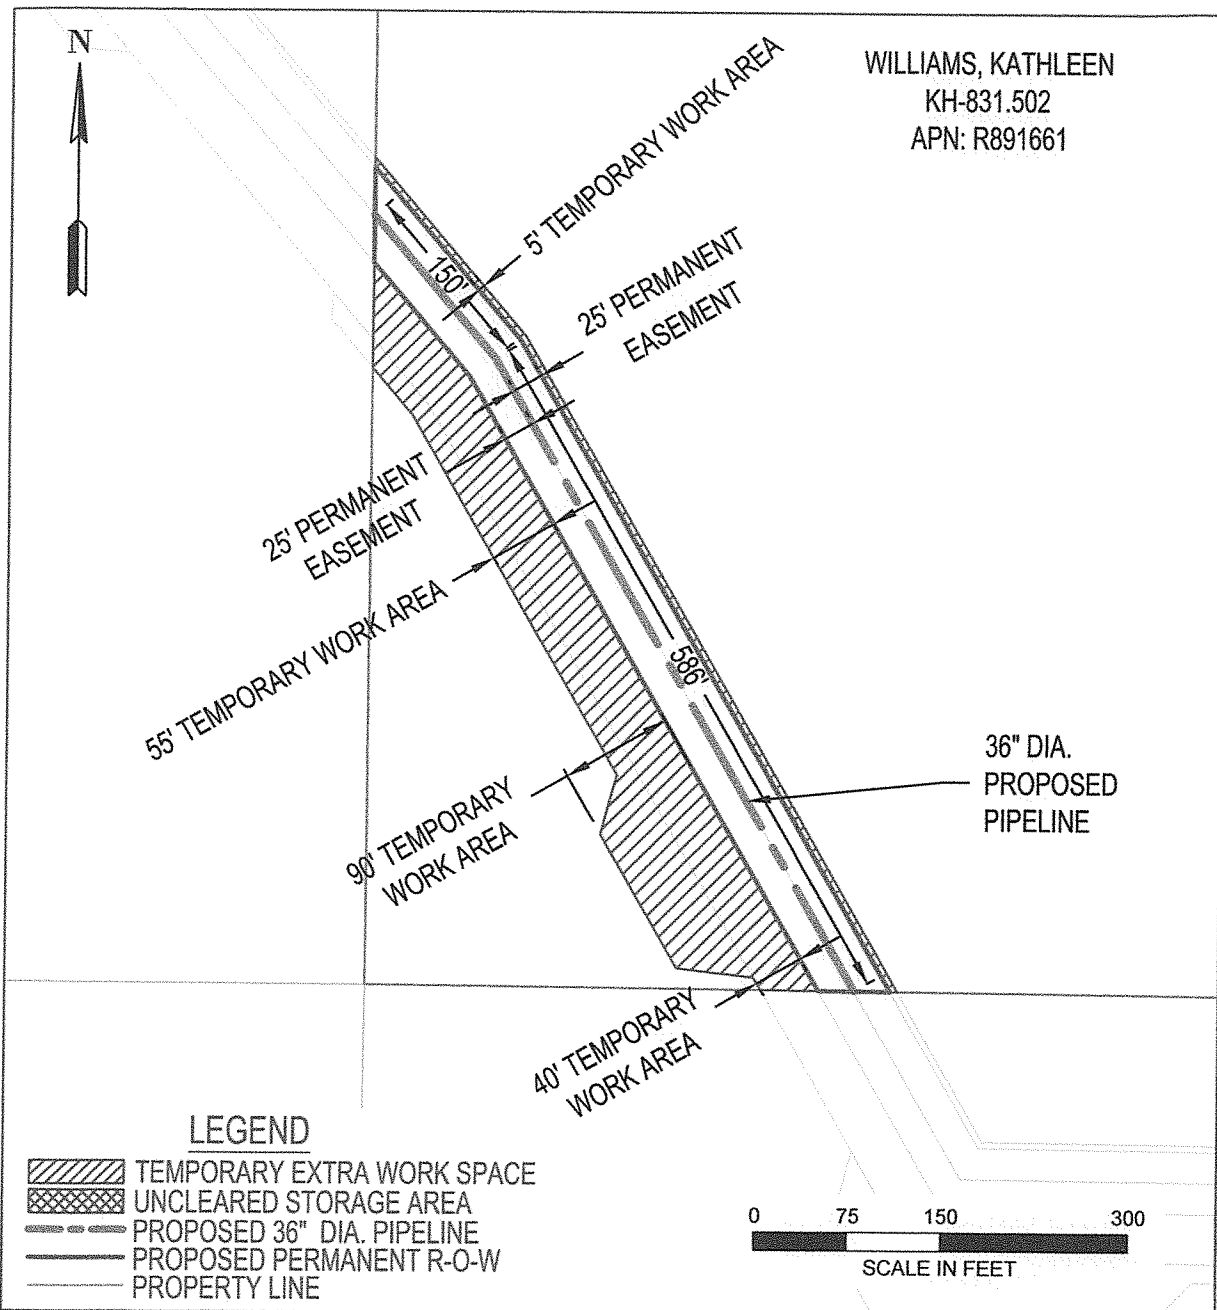 N
WILLIAMS, KATHLEEN
KH-831.502
APN: R891661
5' TEMPORARY WORK AREA
150'
25' PERMANENT
EASEMENT
25' PERMANENT
EASEMENT
55' TEMPORARY WORK AREA
586'
36" DIA.
PROPOSED
PIPELINE
90' TEMPORARY
WORK AREA
40' TEMPORARY
WORK AREA
LEGEND
TEMPORARY EXTRA WORK SPACE
UNCLEARED STORAGE AREA
PROPOSED 36" DIA. PIPELINE
PROPOSED PERMANENT R-O-W
PROPERTY LINE
0 75 150 300
SCALE IN FEET